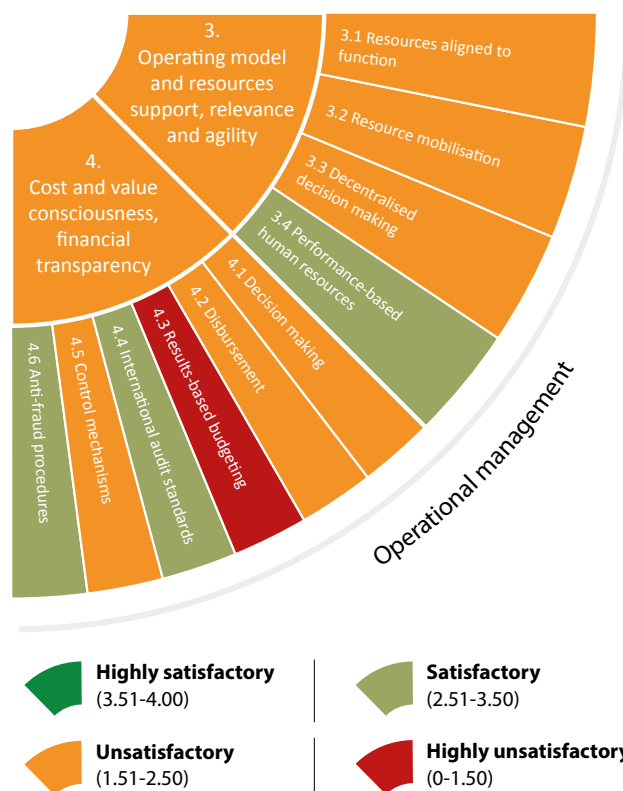 3.
Operating model
and resources
support, relevance
and agility
3.1 Resources aligned to
function
3.2 Resource mobilisation
3.3 Decentralised
decision making
3.4 Performance-based
human resources
4.
Cost and value
consciousness,
financial
transparency
4.1 Decision making
4.2 Disbursement
4.3 Results-based budgeting
4.4 International audit standards
4.5 Control mechanisms
4.6 Anti-fraud procedures
Operational management
Highly satisfactory
(3.51-4.00)
Satisfactory
(2.51-3.50)
Unsatisfactory
(1.51-2.50)
Highly unsatisfactory
(0-1.50)